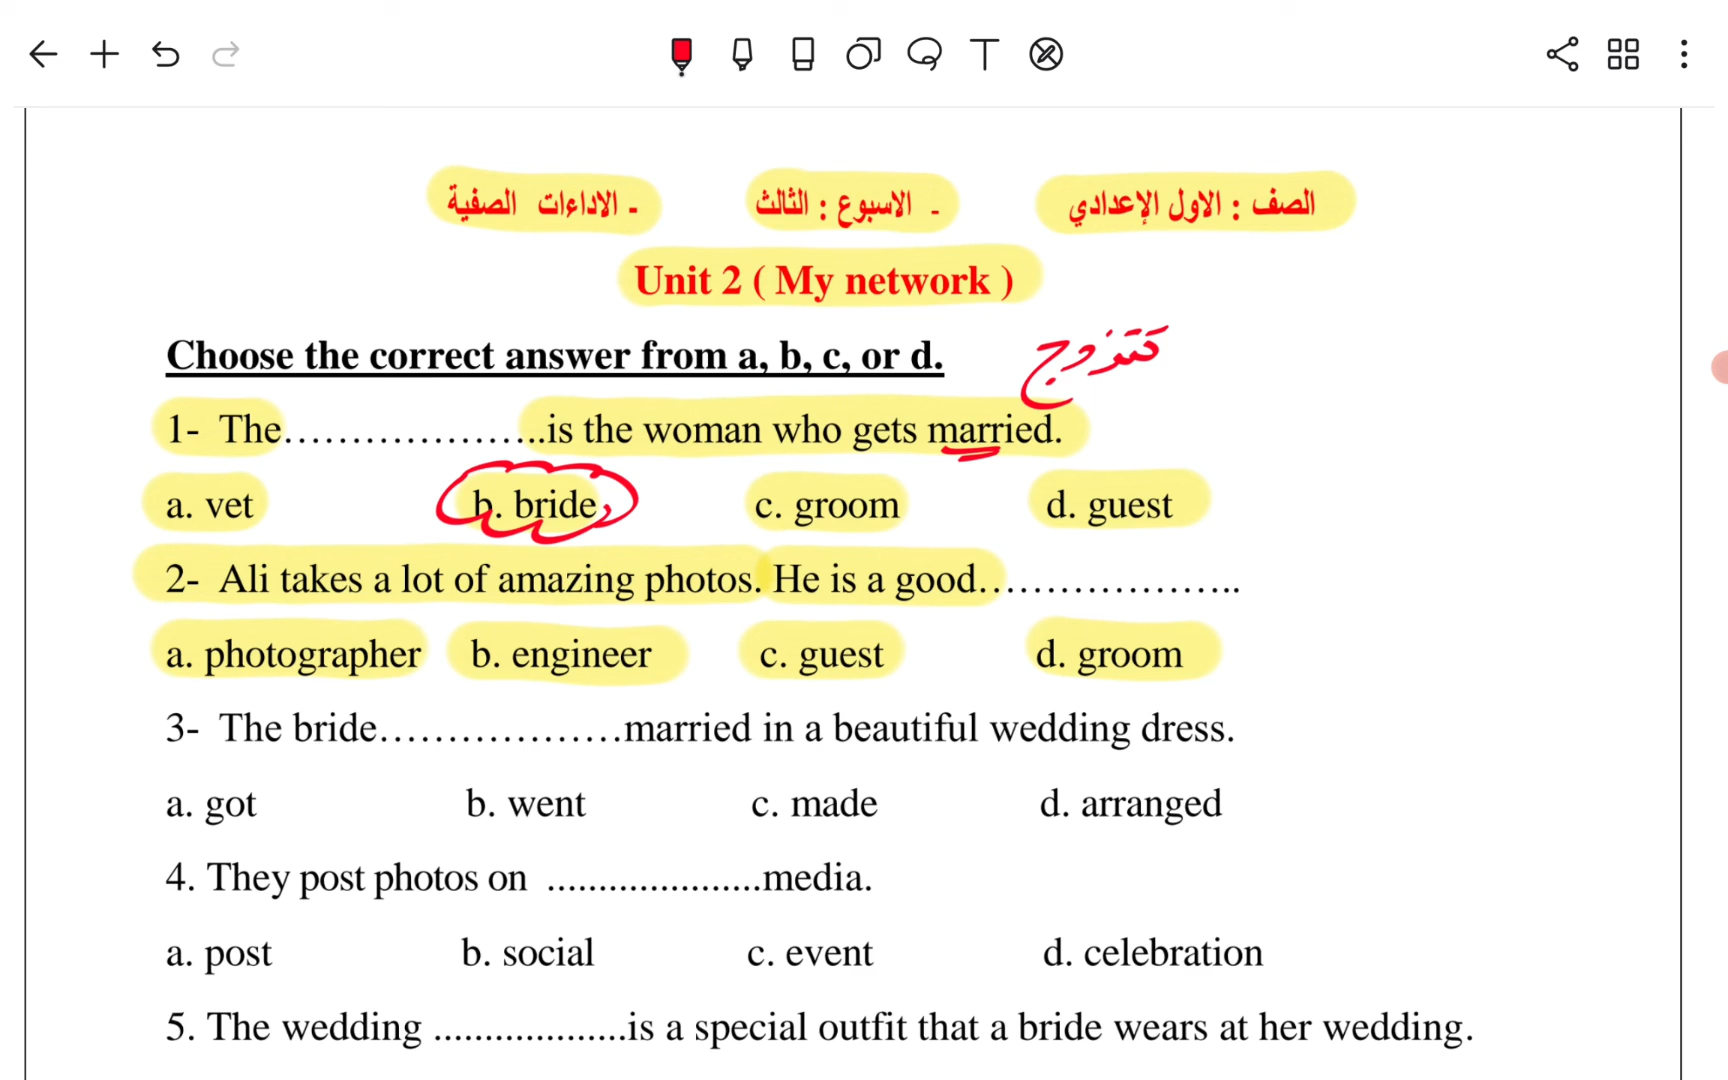 الصف : الاول الإعدادي - الاسبوع : الثالث - الاداءات الصفية
Unit 2 ( My network )
Choose the correct answer from a, b, c, or d.
تتزوج
1- The…………………..is the woman who gets married.
a. vet b. bride c. groom d. guest
2- Ali takes a lot of amazing photos. He is a good…………………..
a. photographer b. engineer c. guest d. groom
3- The bride………………married in a beautiful wedding dress.
a. got b. went c. made d. arranged
4. They post photos on .....................media.
a. post b. social c. event d. celebration
5. The wedding ...................is a special outfit that a bride wears at her wedding.